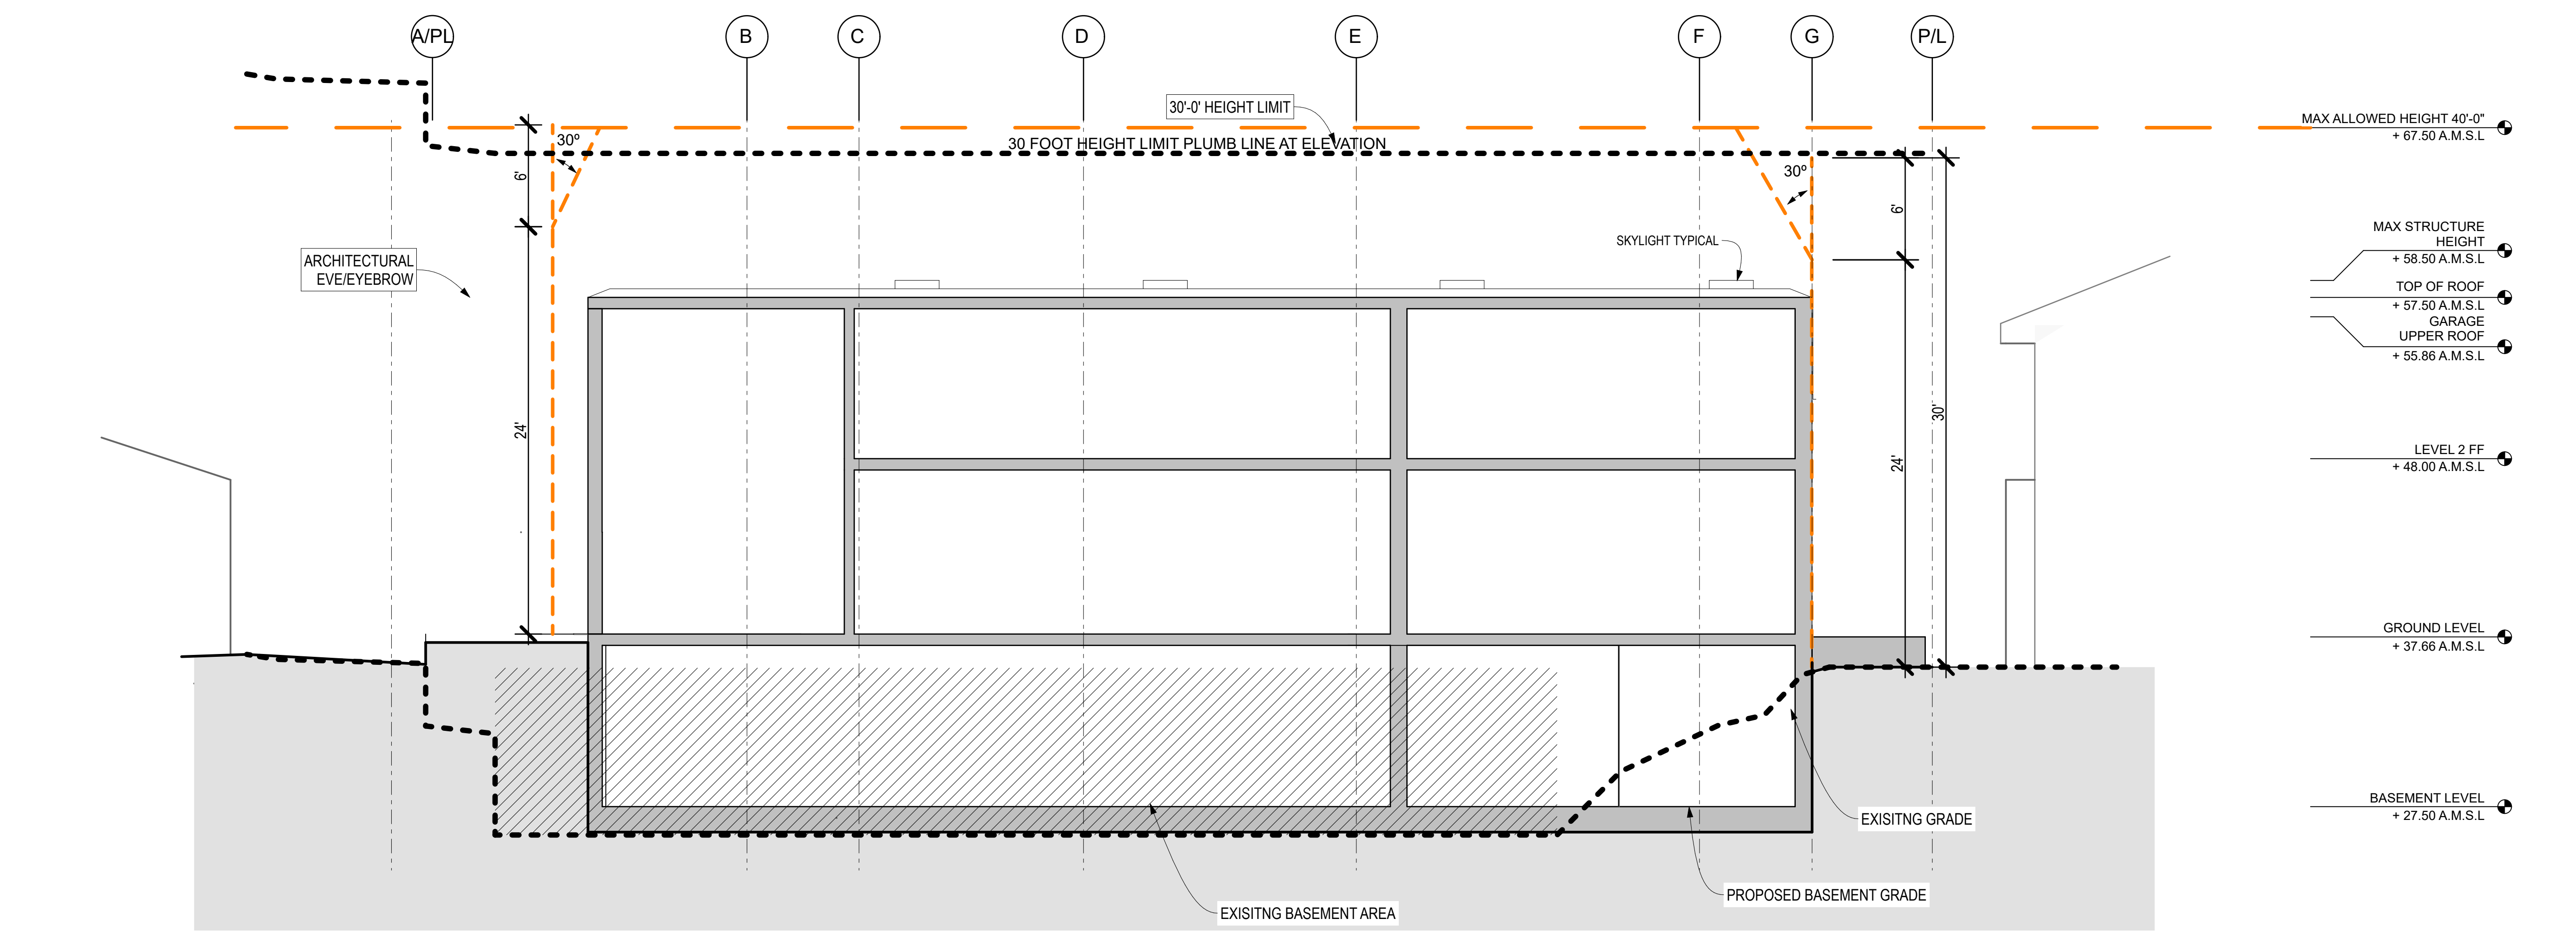 A/PL
B
C
D
E
F
G
P/L
30'-0' HEIGHT LIMIT
MAX ALLOWED HEIGHT 40'-0"
+ 67.50 A.M.S.L
30 FOOT HEIGHT LIMIT PLUMB LINE AT ELEVATION
30º
6'
30º
6'
SKYLIGHT TYPICAL
MAX STRUCTURE
HEIGHT
+ 58.50 A.M.S.L
ARCHITECTURAL
EVE/EYEBROW
TOP OF ROOF
+ 57.50 A.M.S.L
GARAGE
UPPER ROOF
+ 55.86 A.M.S.L
24'
30'
24'
LEVEL 2 FF
+ 48.00 A.M.S.L
GROUND LEVEL
+ 37.66 A.M.S.L
BASEMENT LEVEL
+ 27.50 A.M.S.L
EXISITNG GRADE
PROPOSED BASEMENT GRADE
EXISITNG BASEMENT AREA